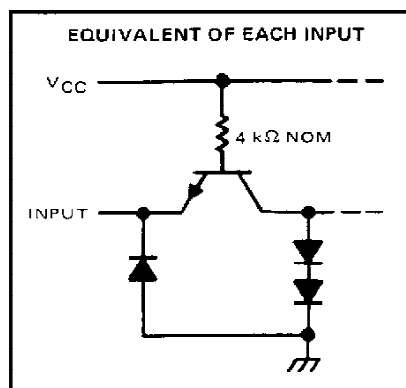 EQUIVALENT OF EACH INPUT
VCC
4 kΩ NOM
INPUT